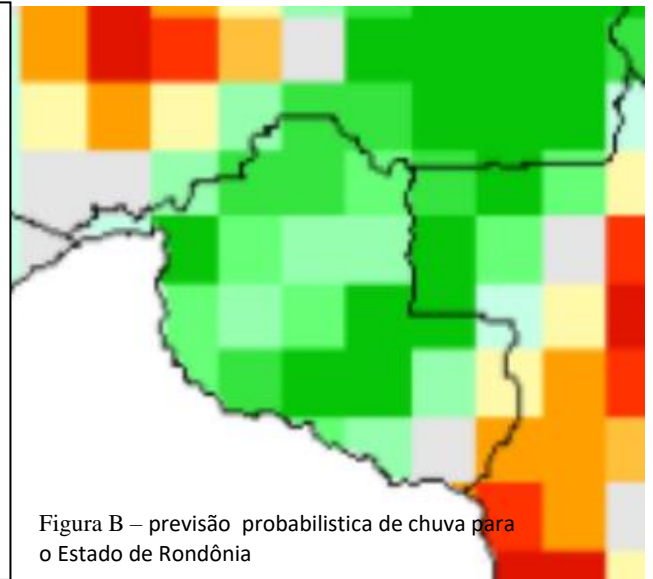 Figura B – previsão probabilistica de chuva para
o Estado de Rondônia